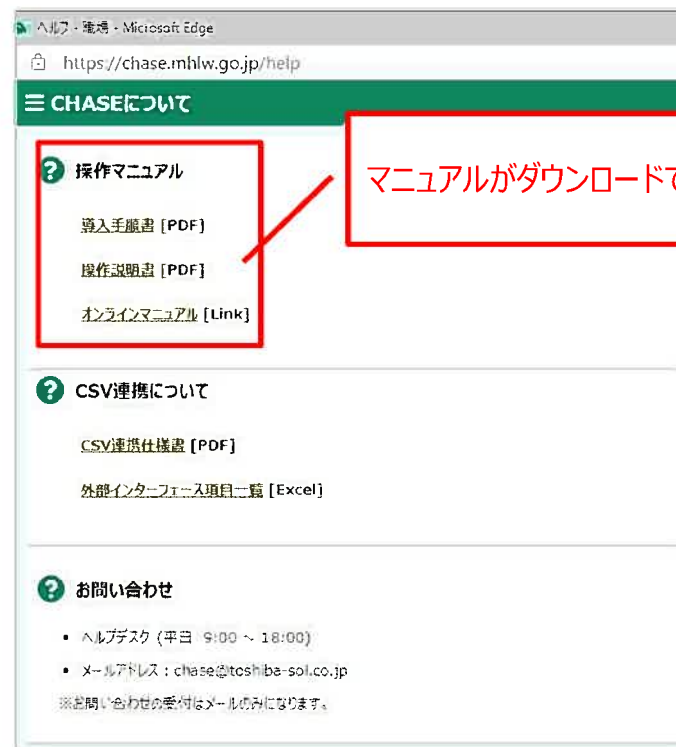 ヘルプ - 職場 - Microsoft Edge
https://chase.mhlw.go.jp/help
CHASEについて
操作マニュアル
マニュアルがダウンロードで
導入手順書 [PDF]
操作説明書 [PDF]
オンラインマニュアル [Link]
CSV連携について
CSV連携仕様書 [PDF]
外部インターフェース項目一覧 [Excel]
お問い合わせ
• ヘルプデスク (平日 9:00 ~ 18:00)
• メールアドレス : chase@toshiba-sol.co.jp
※お問い合わせの受付はメールのみになります。